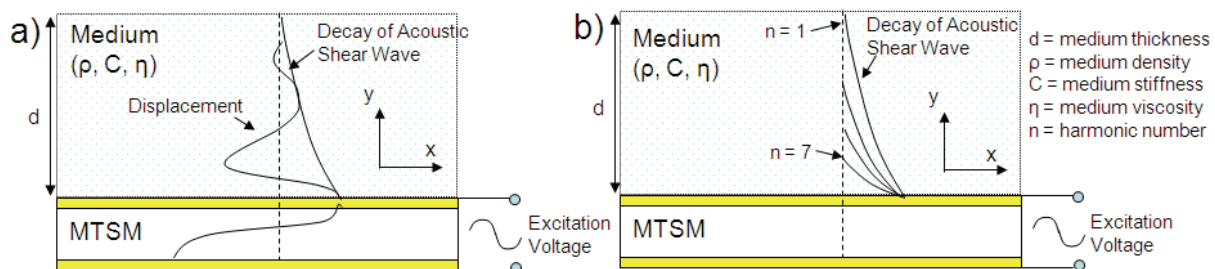 a)
Medium
(ρ, C, η)
Decay of Acoustic
Shear Wave
Displacement
d
y
x
MTSM
Excitation
Voltage
b)
Medium
(ρ, C, η)
n = 1
Decay of Acoustic
Shear Wave
d
y
x
n = 7
MTSM
Excitation
Voltage
d = medium thickness
ρ = medium density
C = medium stiffness
η = medium viscosity
n = harmonic number